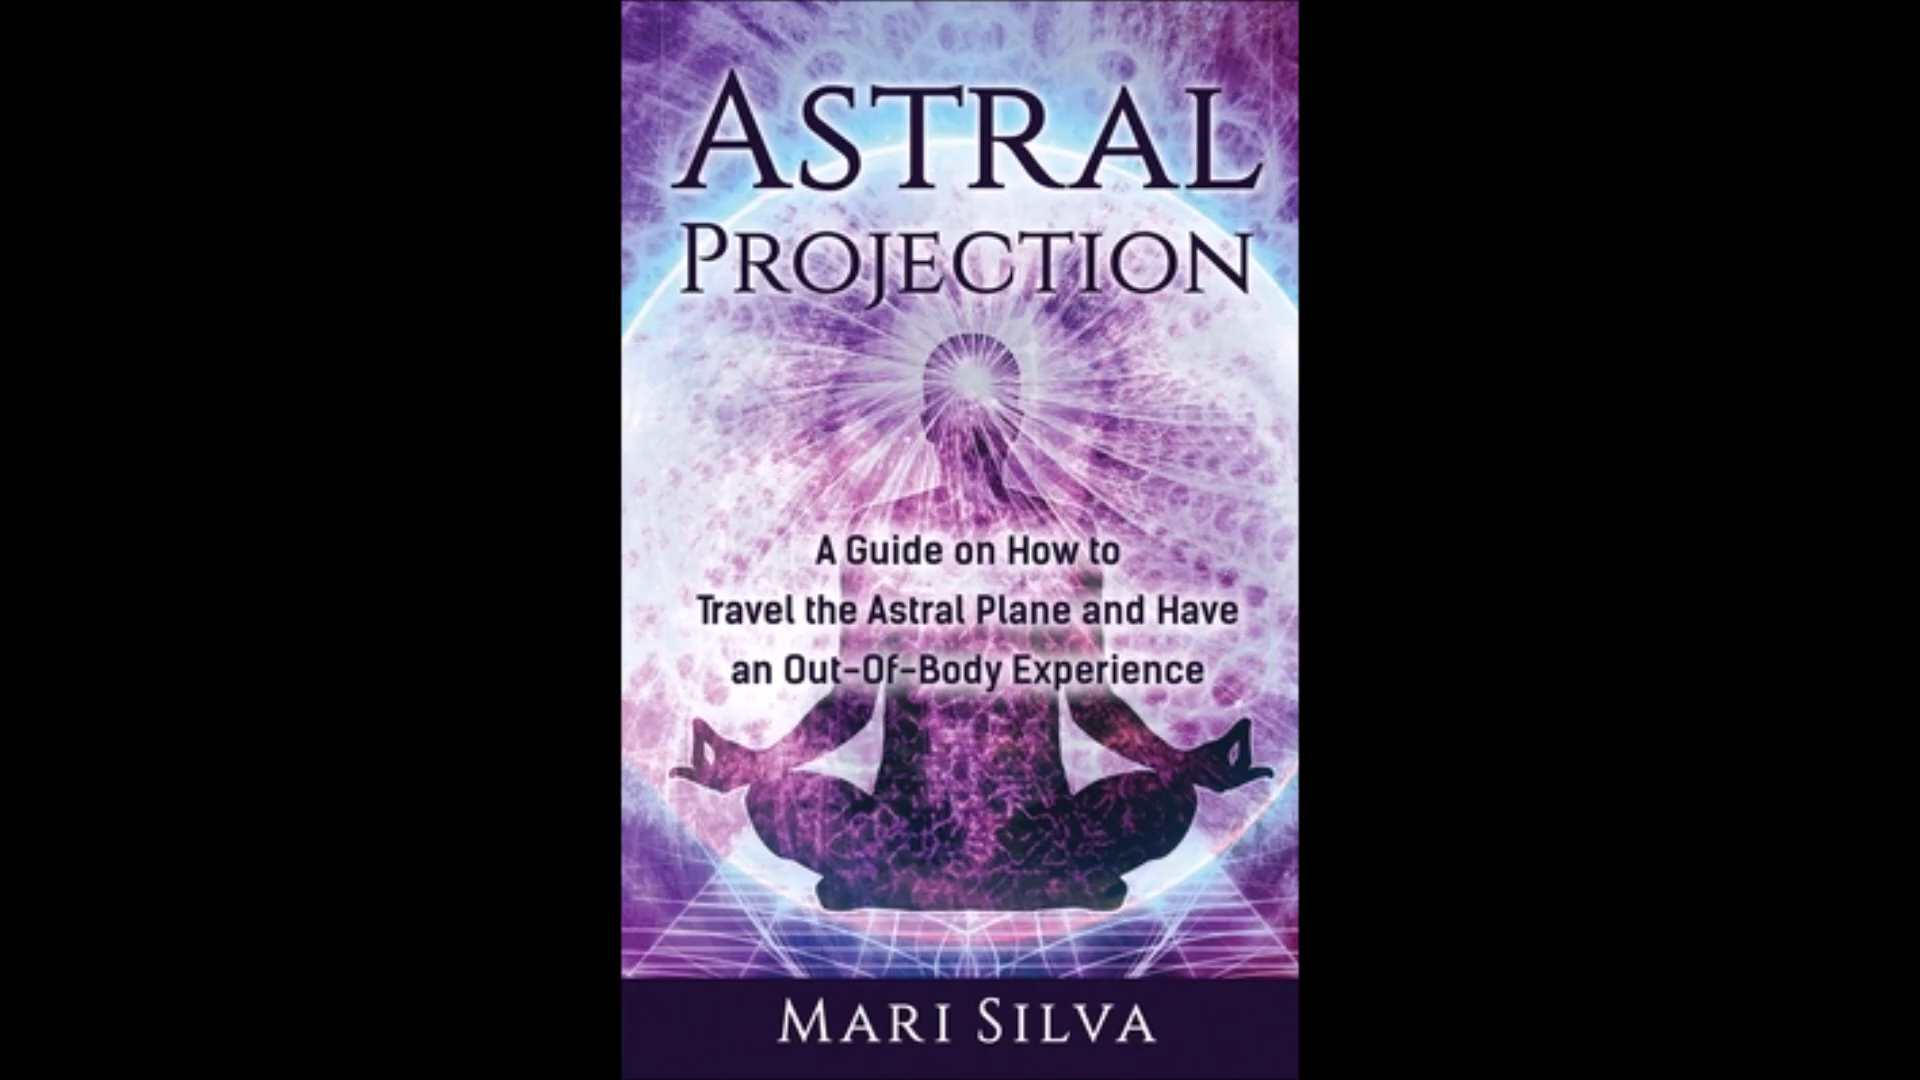 ASTRAL
PROJECTION
A Guide on How to
Travel the Astral Plane and Have
an Out-Of-Body Experience
MARI SILVA